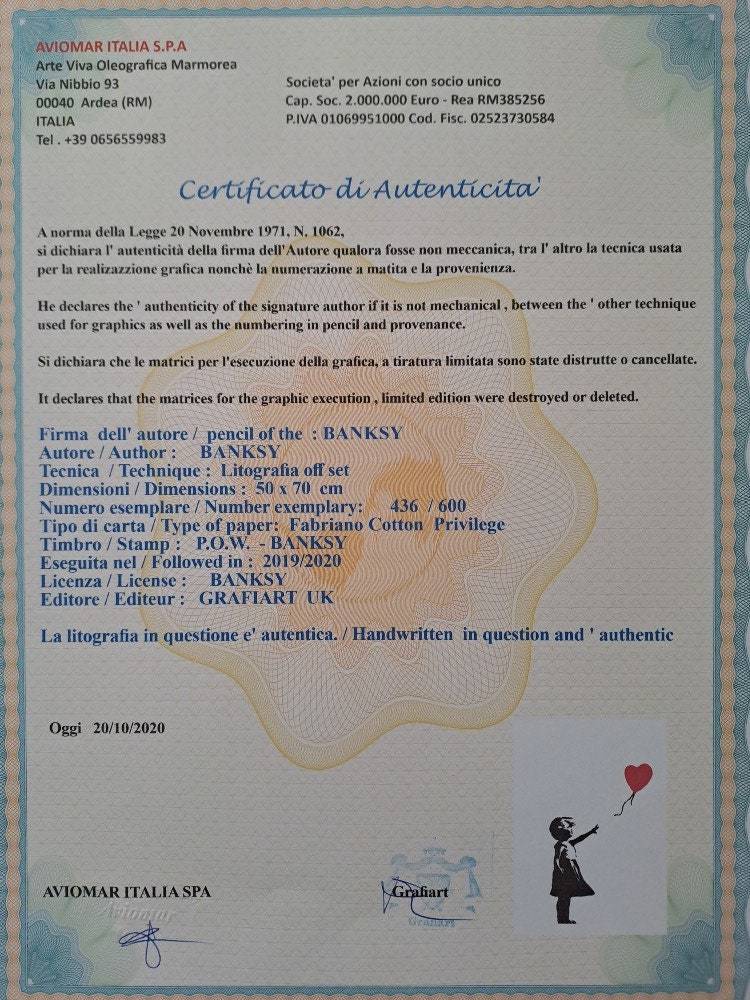 AVIOMAR ITALIA S.P.A
Arte Viva Oleografica Marmorea
Via Nibbio 93
00040 Ardea (RM)
ITALIA
Tel . +39 0656559983
Societa' per Azioni con socio unico
Cap. Soc. 2.000.000 Euro - Rea RM385256
P.IVA 01069951000 Cod. Fisc. 02523730584
Certificato di Autenticita'
A norma della Legge 20 Novembre 1971, N. 1062,
si dichiara l' autenticità della firma dell'Autore qualora fosse non meccanica, tra l' altro la tecnica usata
per la realizazzione grafica nonchè la numerazione a matita e la provenienza.
He declares the ' authenticity of the signature author if it is not mechanical , between the ' other technique
used for graphics as well as the numbering in pencil and provenance.
Si dichiara che le matrici per l'esecuzione della grafica, a tiratura limitata sono state distrutte o cancellate.
It declares that the matrices for the graphic execution , limited edition were destroyed or deleted.
Firma dell' autore / pencil of the : BANKSY
Autore / Author : BANKSY
Tecnica / Technique : Litografia off set
Dimensioni / Dimensions : 50 x 70 cm
Numero esemplare / Number exemplary: 436 / 600
Tipo di carta / Type of paper: Fabriano Cotton Privilege
Timbro / Stamp : P.O.W. - BANKSY
Eseguita nel / Followed in : 2019/2020
Licenza / License : BANKSY
Editore / Editeur : GRAFIART UK
La litografia in questione e' autentica. / Handwritten in question and ' authentic
Oggi 20/10/2020
AVIOMAR ITALIA SPA
Aviomar
Grafiart
Grafiart